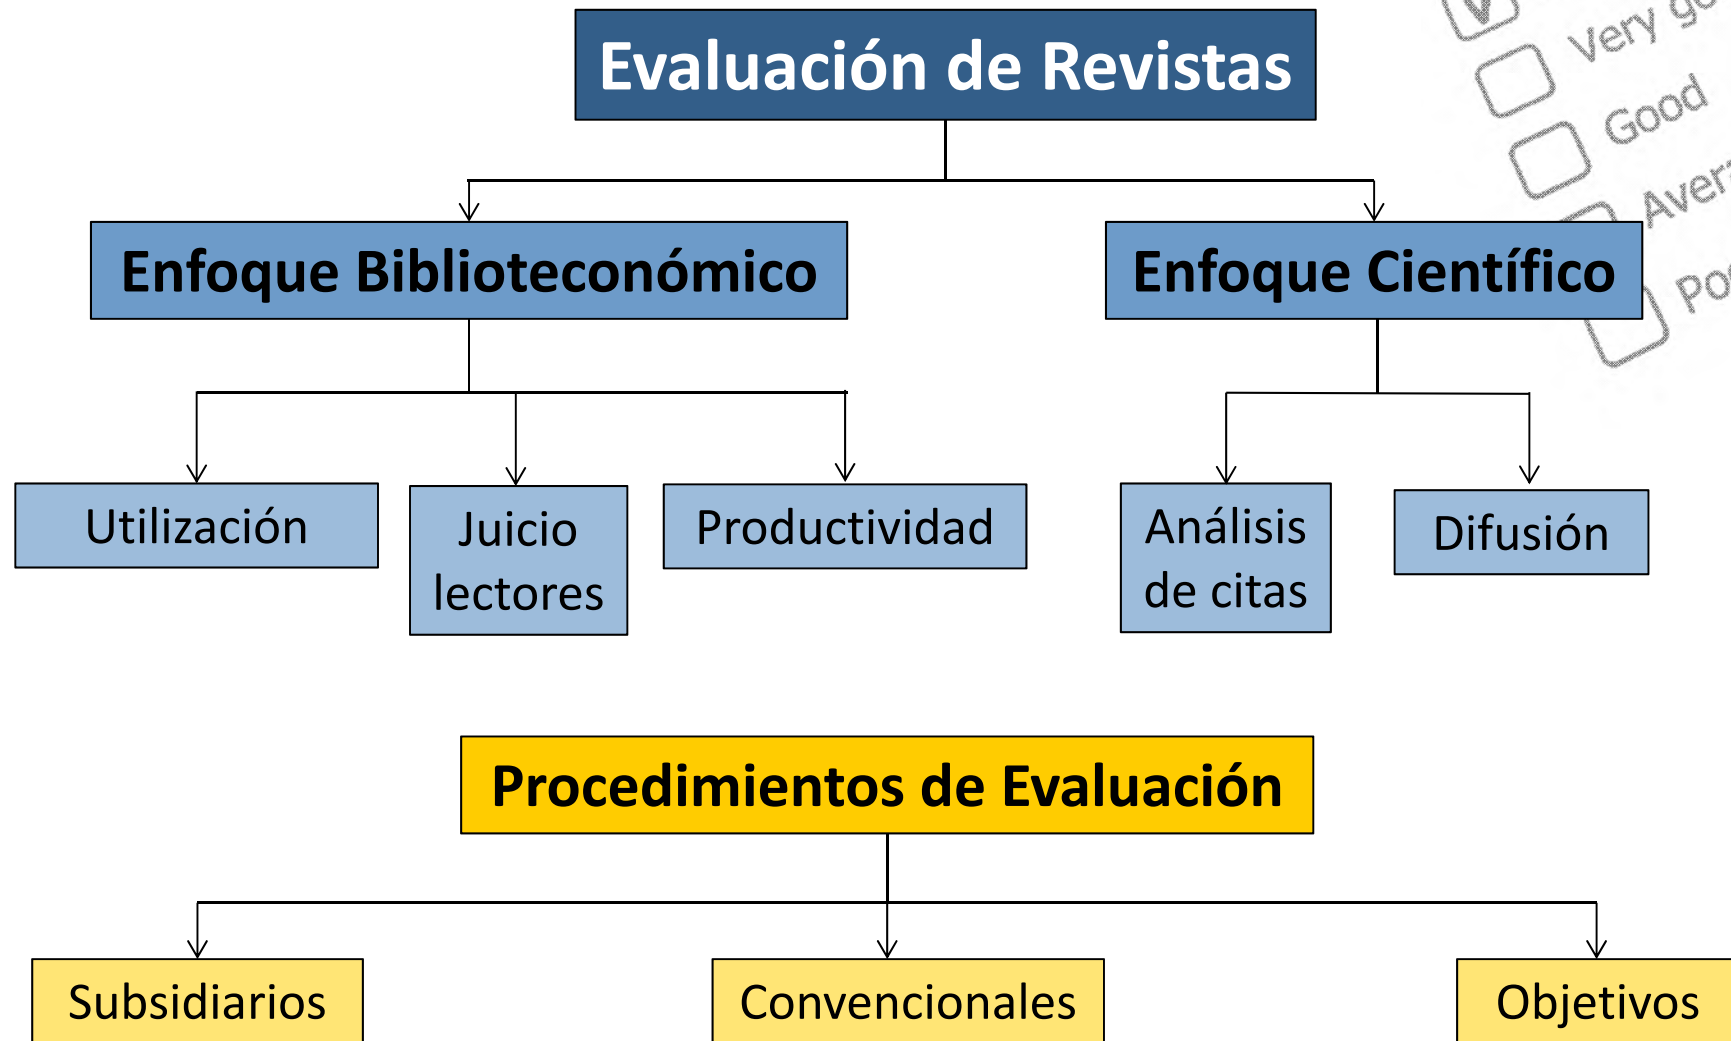 Evaluación de Revistas
Very
Good
Enfoque Biblioteconómico
Enfoque Científico
Utilización
Juicio
lectores
Productividad
Análisis
de citas
Difusión
Procedimientos de Evaluación
Subsidiarios
Convencionales
Objetivos